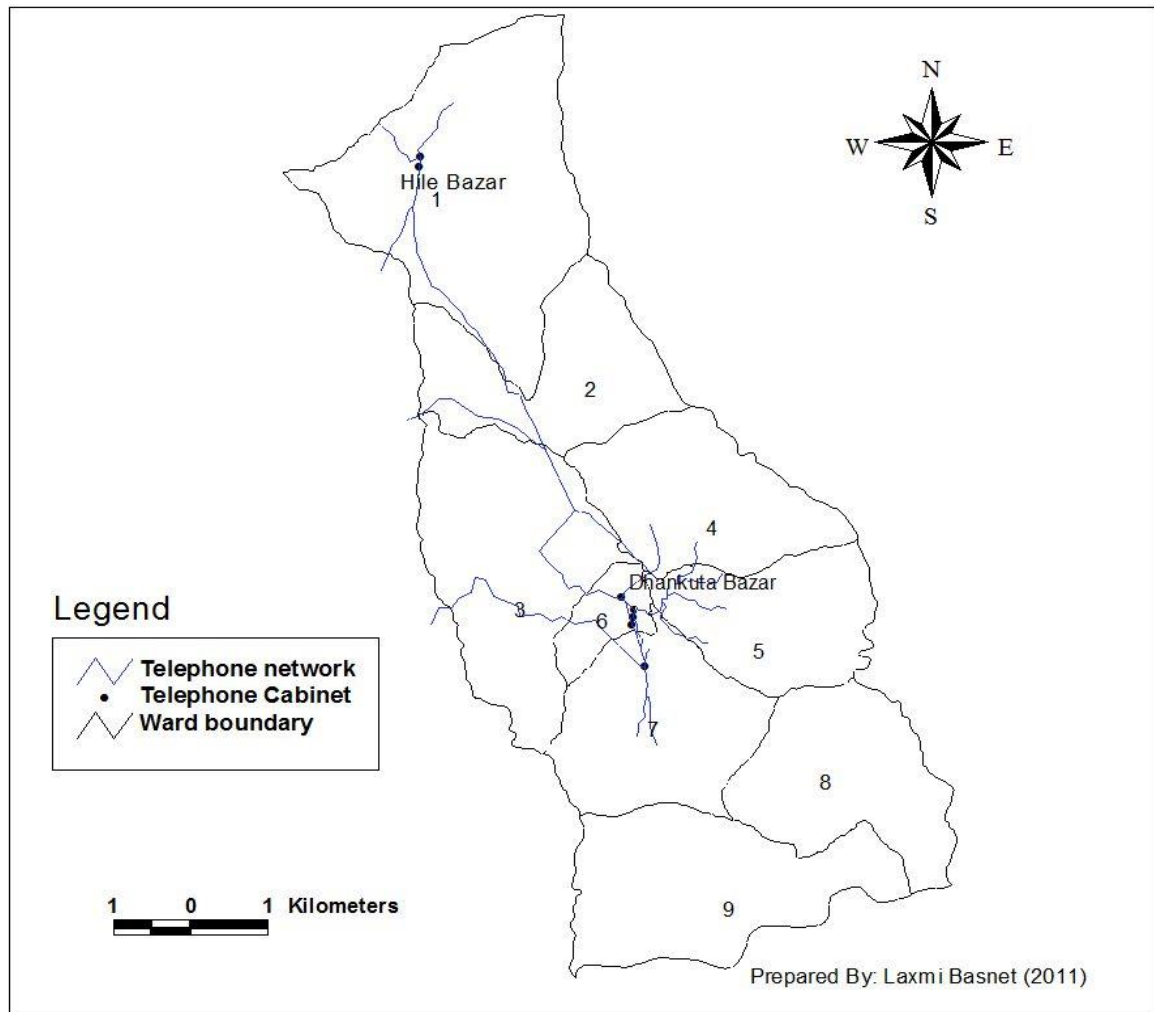 N
W E
S
Hile Bazar
1
2
4
Dhankuta Bazar
3
6
5
7
8
9
Legend
Telephone network
Telephone Cabinet
Ward boundary
1 0 1 Kilometers
Prepared By: Laxmi Basnet (2011)